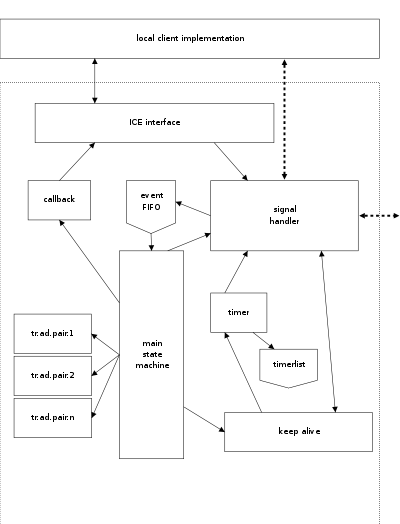 local client implementation
ICE interface
callback
event
FIFO
signal
handler
timer
timerlist
main
state
machine
tr.ad.pair.1
tr.ad.pair.2
tr.ad.pair.n
keep alive